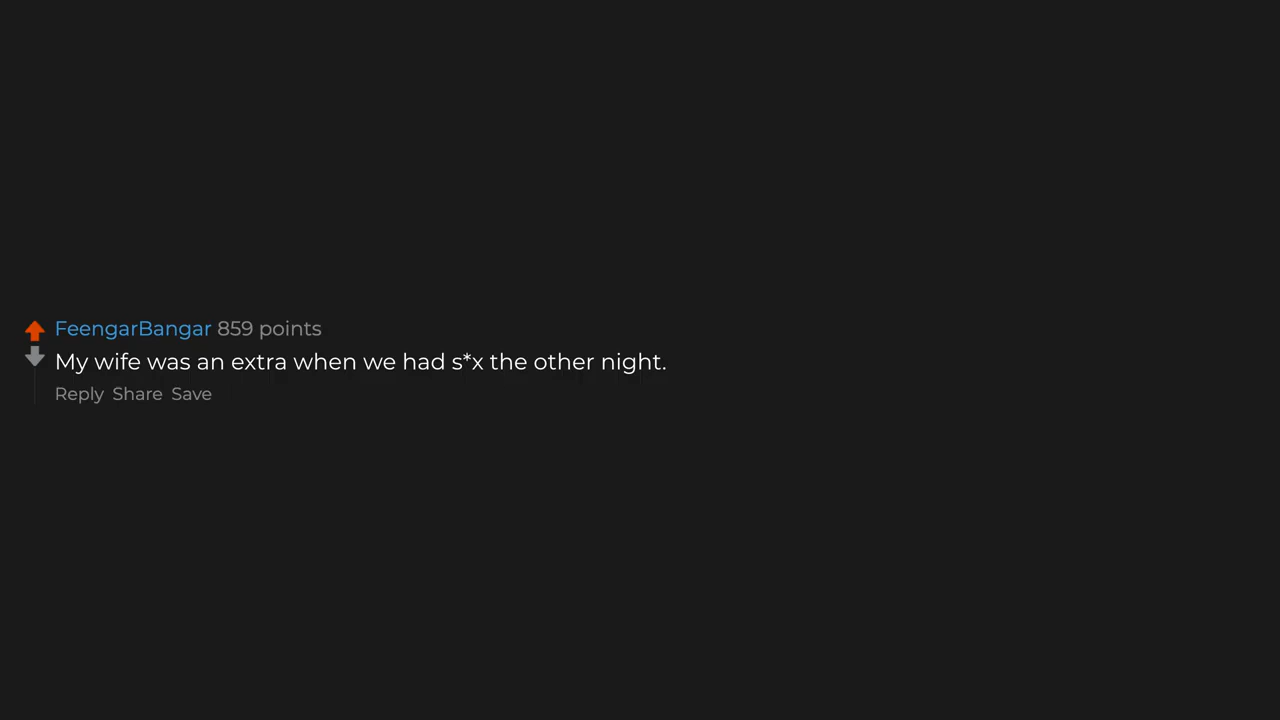 FeengarBangar 859 points
My wife was an extra when we had s*x the other night.
Reply Share Save